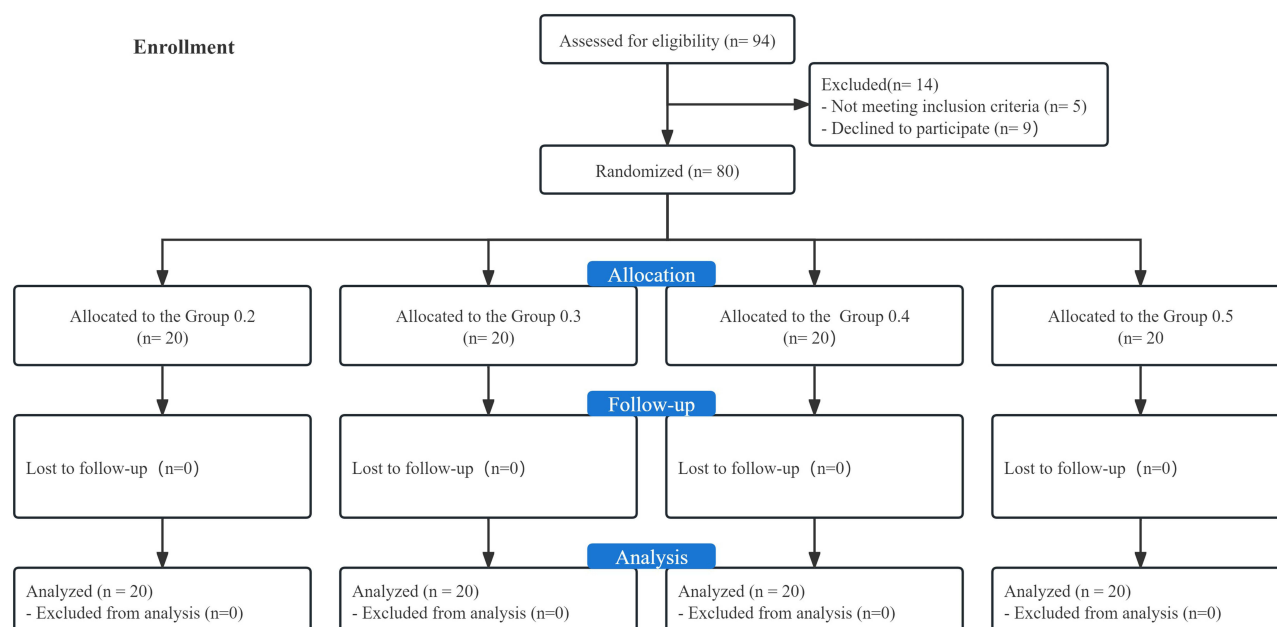 Enrollment
Assessed for eligibility (n= 94)
Excluded(n= 14)
- Not meeting inclusion criteria (n= 5)
- Declined to participate (n= 9）
Randomized (n= 80)
Allocation
Allocated to the Group 0.2
(n= 20)
Allocated to the Group 0.3
(n= 20)
Allocated to the  Group 0.4
(n= 20）
Allocated to the Group 0.5
(n= 20
Follow-up
Lost to follow-up（n=0）
Lost to follow-up（n=0）
Lost to follow-up（n=0）
Lost to follow-up（n=0）
Analysis
Analyzed (n = 20)
- Excluded from analysis (n=0)
Analyzed (n = 20)
- Excluded from analysis (n=0)
Analyzed (n = 20)
- Excluded from analysis (n=0)
Analyzed (n = 20)
- Excluded from analysis (n=0)